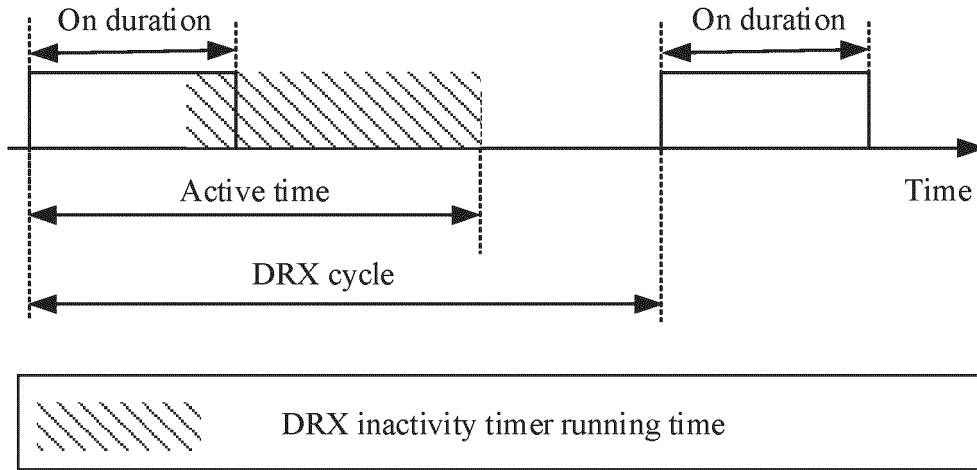 On duration
On duration
Active time
Time
DRX cycle
DRX inactivity timer running time